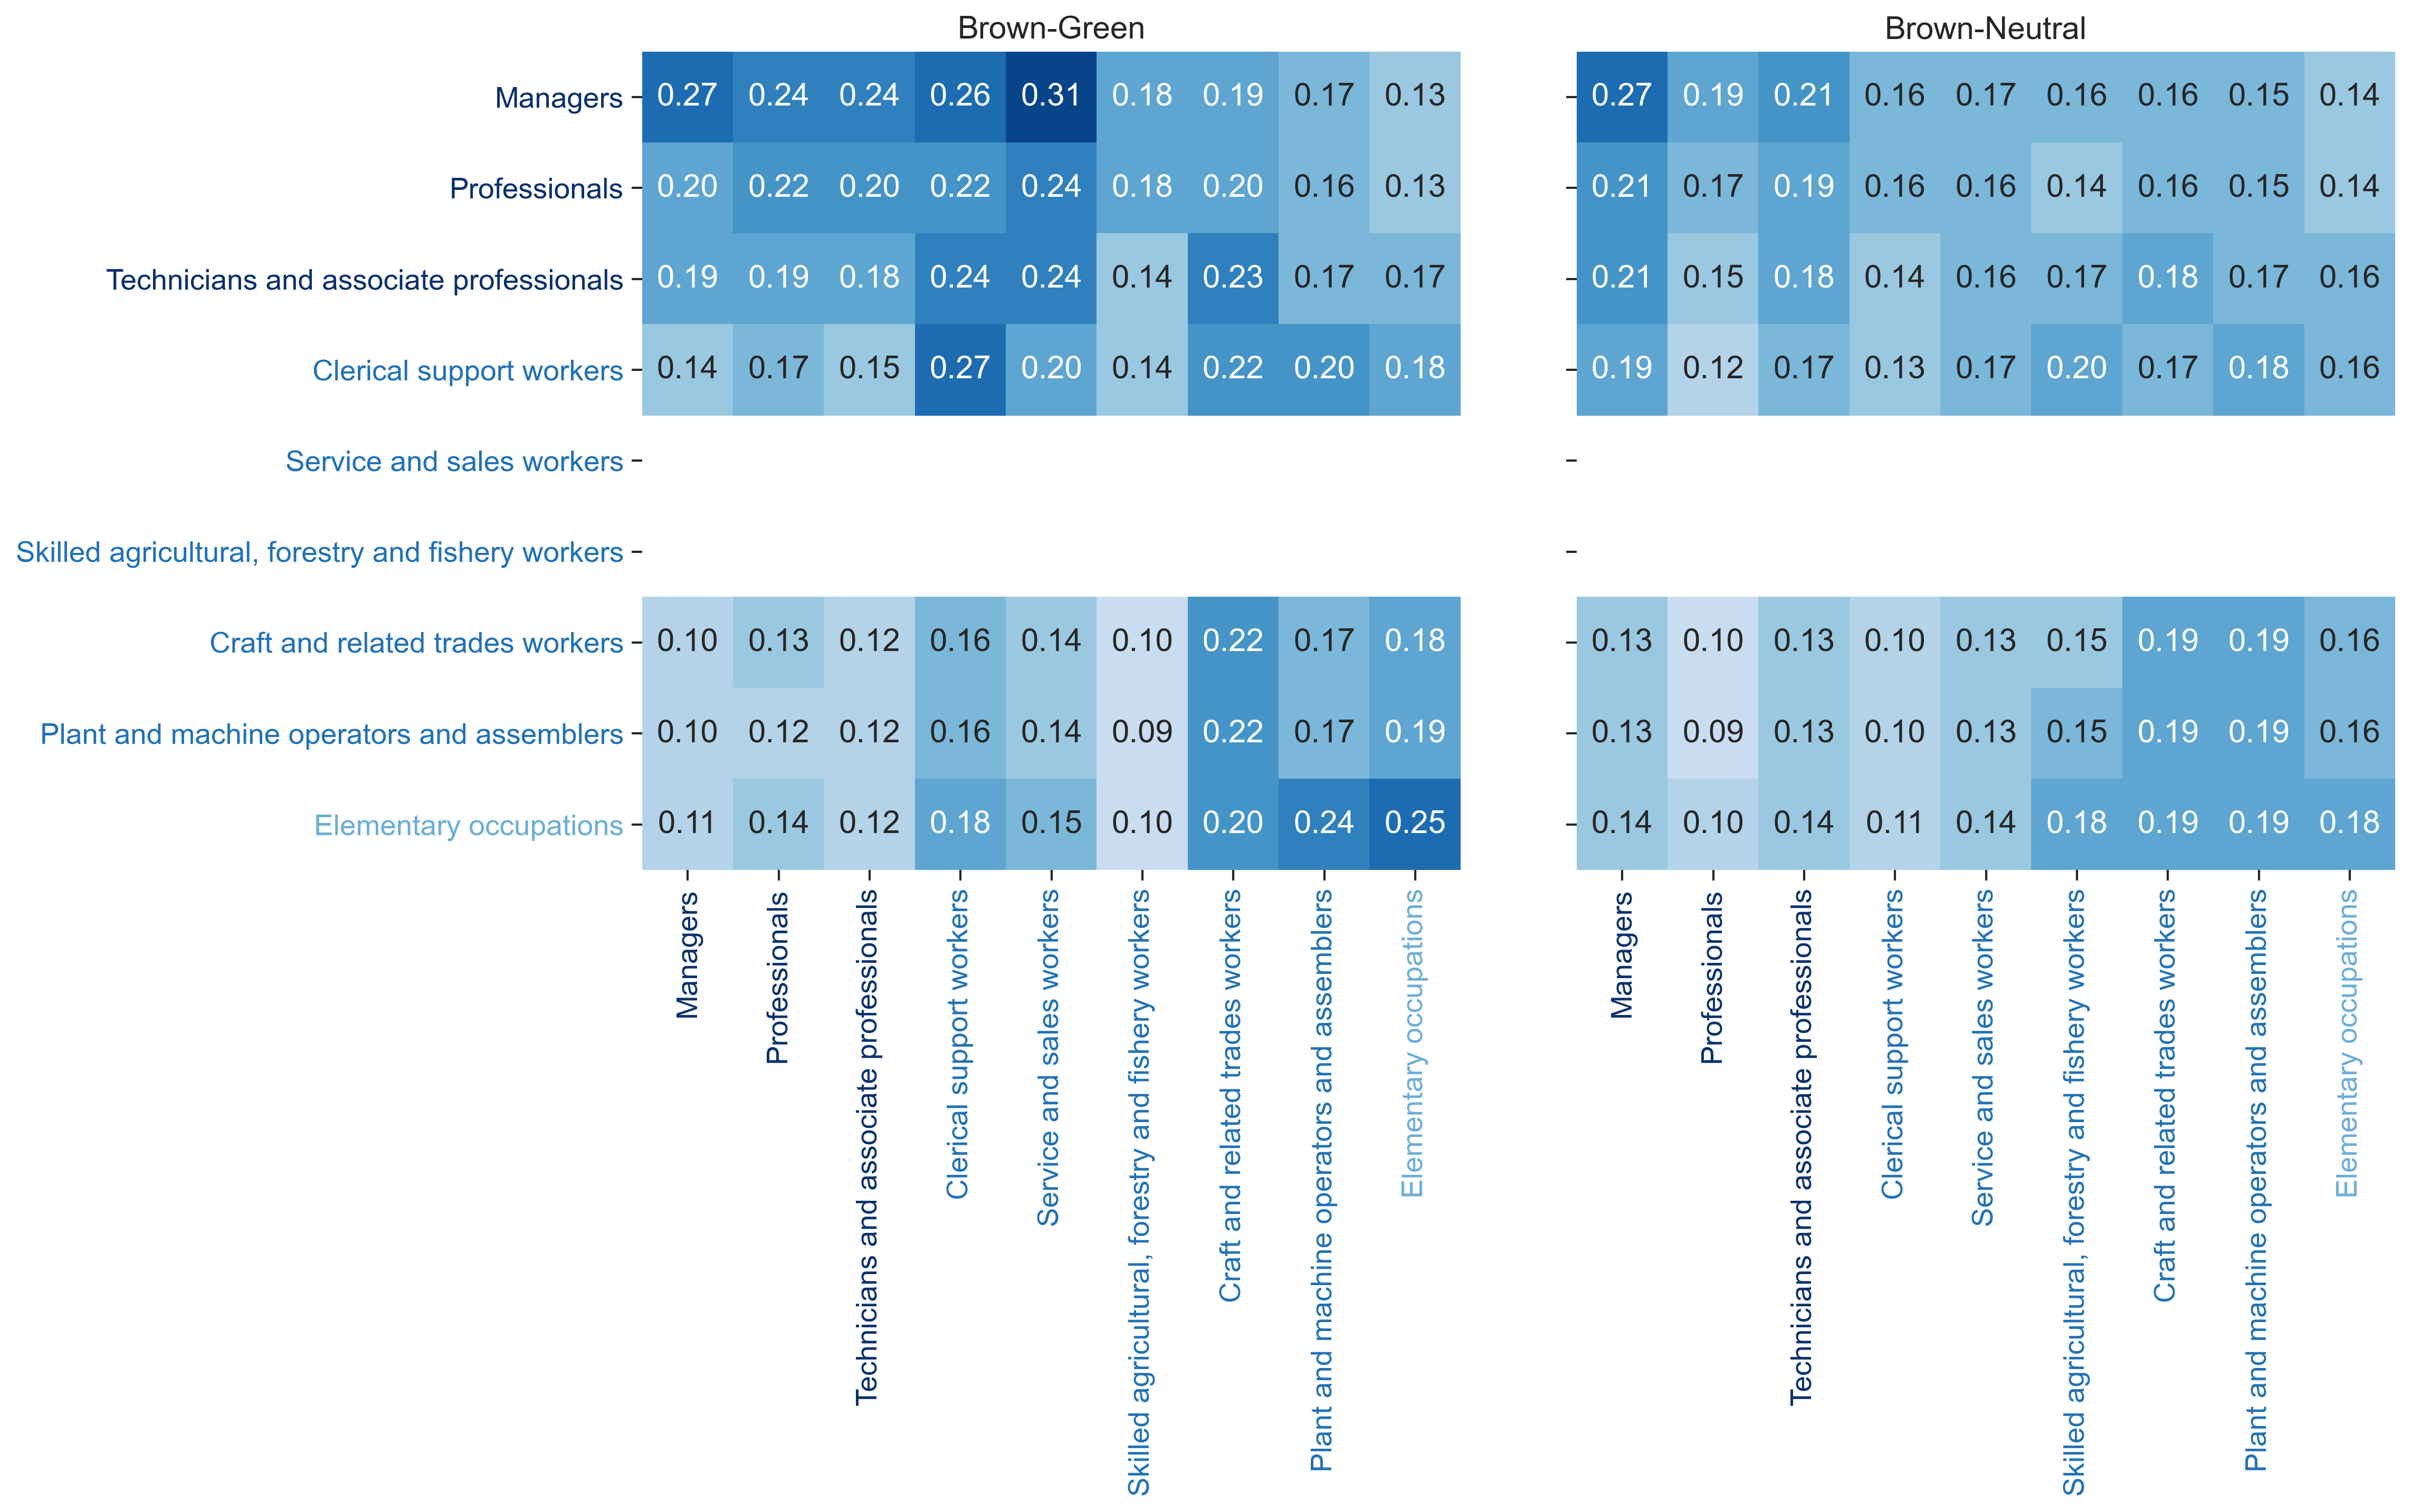 Brown-Green
Brown-Neutral
Managers 0.27 0.24 0.24 0.26 0.31 0.18 0.19 0.17 0.13 0.27 0.19 0.21 0.16 0.17 0.16 0.16 0.15 0.14
Professionals 0.20 0.22 0.20 0.22 0.24 0.18 0.20 0.16 0.13 0.21 0.17 0.19 0.16 0.16 0.14 0.16 0.15 0.14
Technicians and associate professionals 0.19 0.19 0.18 0.24 0.24 0.14 0.23 0.17 0.17 0.21 0.15 0.18 0.14 0.16 0.17 0.18 0.17 0.16
Clerical support workers 0.14 0.17 0.15 0.27 0.20 0.14 0.22 0.20 0.18 0.19 0.12 0.17 0.13 0.17 0.20 0.17 0.18 0.16
Service and sales workers
Skilled agricultural, forestry and fishery workers
Craft and related trades workers 0.10 0.13 0.12 0.16 0.14 0.10 0.22 0.17 0.18 0.13 0.10 0.13 0.10 0.13 0.15 0.19 0.19 0.16
Plant and machine operators and assemblers 0.10 0.12 0.12 0.16 0.14 0.09 0.22 0.17 0.19 0.13 0.09 0.13 0.10 0.13 0.15 0.19 0.19 0.16
Elementary occupations 0.11 0.14 0.12 0.18 0.15 0.10 0.20 0.24 0.25 0.14 0.10 0.14 0.11 0.14 0.18 0.19 0.19 0.18
Managers
Professionals
Technicians and associate professionals
Clerical support workers
Service and sales workers
Skilled agricultural, forestry and fishery workers
Craft and related trades workers
Plant and machine operators and assemblers
Elementary occupations
Managers
Professionals
Technicians and associate professionals
Clerical support workers
Service and sales workers
Skilled agricultural, forestry and fishery workers
Craft and related trades workers
Plant and machine operators and assemblers
Elementary occupations